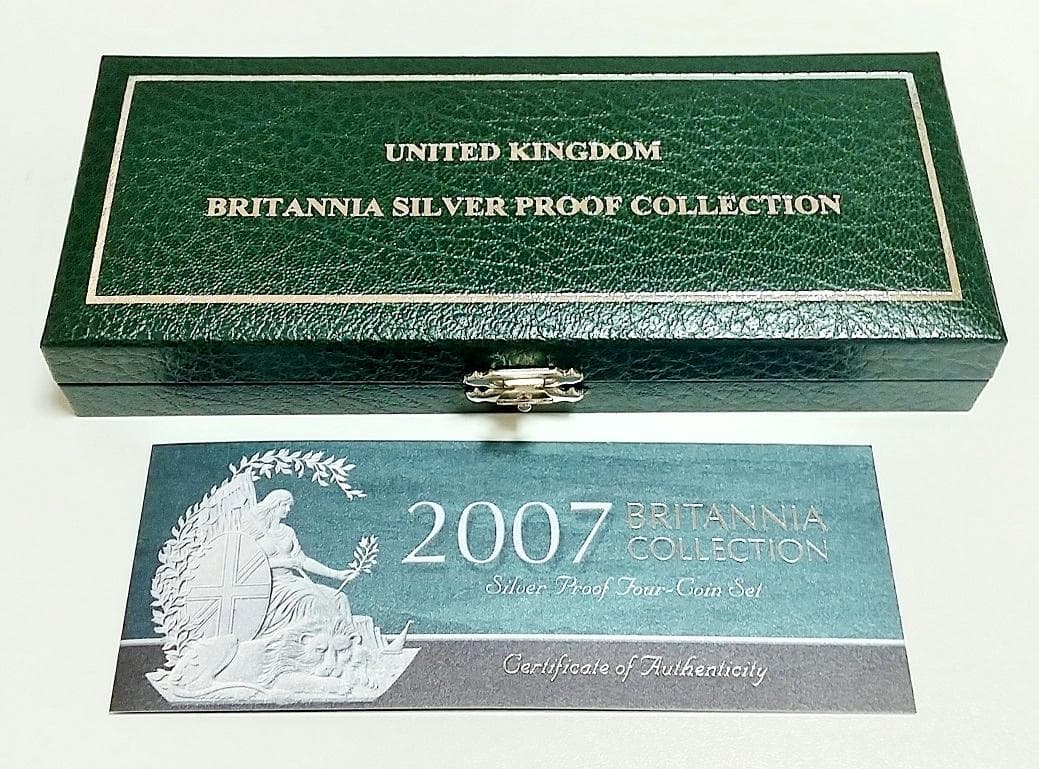 UNITED KINGDOM
BRITANNIA SILVER PROOF COLLECTION
2007 BRITANNIA
COLLECTION
Silver Proof Four-Coin Set
Certificate of Authenticity